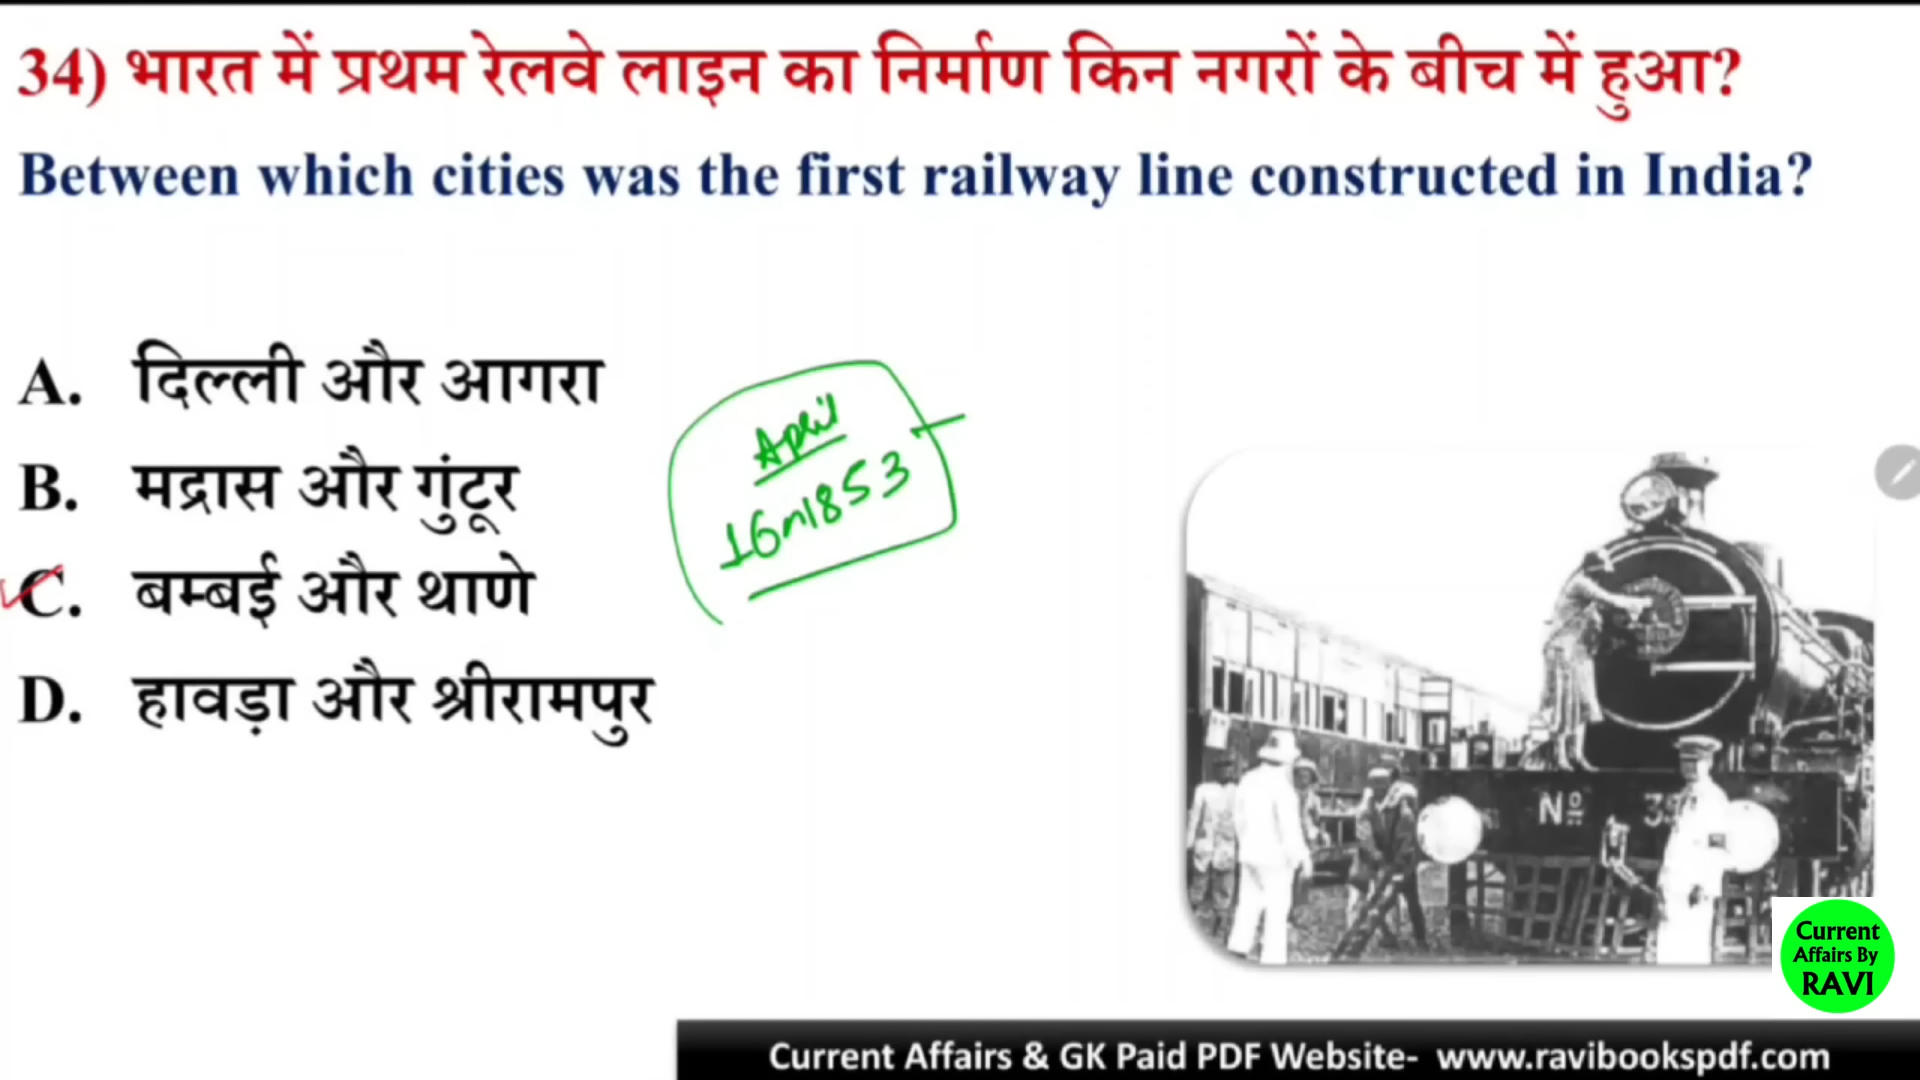 34) भारत में प्रथम रेलवे लाइन का निर्माण किन नगरों के बीच में हुआ?
Between which cities was the first railway line constructed in India?
A. दिल्ली और आगरा
B. मद्रास और गुंटूर
C. बम्बई और थाणे
D. हावड़ा और श्रीरामपुर
April
1853
Nº
Current
Affairs By
RAVI
Current Affairs & GK Paid PDF Website- www.ravibookspdf.com